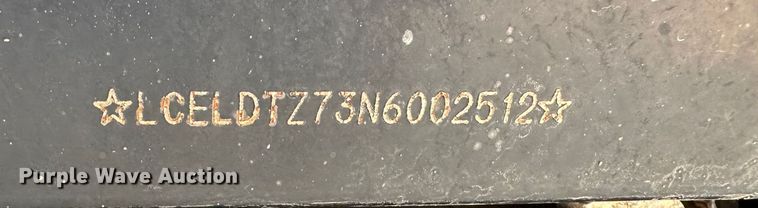 ☆LCELDTZ73N6002512☆
Purple Wave Auction